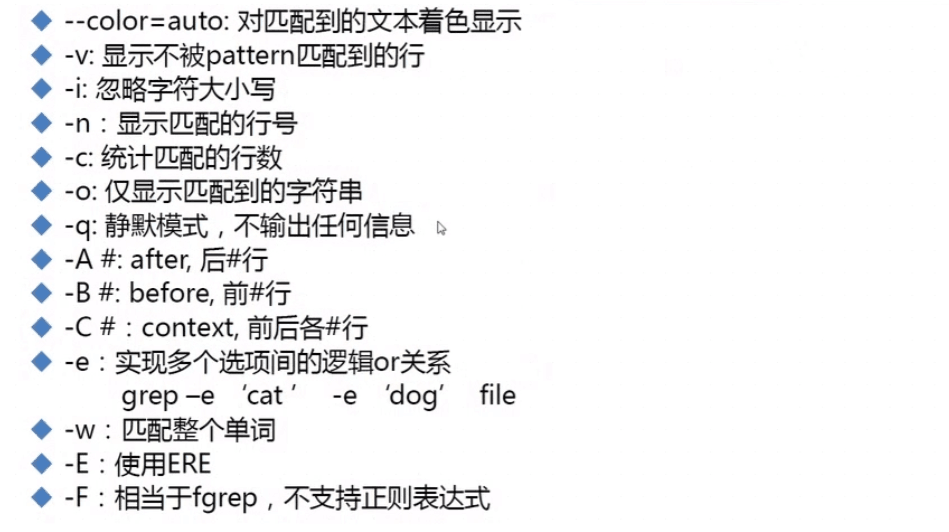 --color=auto: 对匹配到的文本着色显示
-v: 显示不被pattern匹配到的行
-i: 忽略字符大小写
-n：显示匹配的行号
-c: 统计匹配的行数
-o: 仅显示匹配到的字符串
-q: 静默模式，不输出任何信息
-A #: after, 后#行
-B #: before, 前#行
-C #：context, 前后各#行
-e：实现多个选项间的逻辑or关系
grep –e ‘cat ’ -e ‘dog’ file
-w：匹配整个单词
-E：使用ERE
-F：相当于fgrep，不支持正则表达式